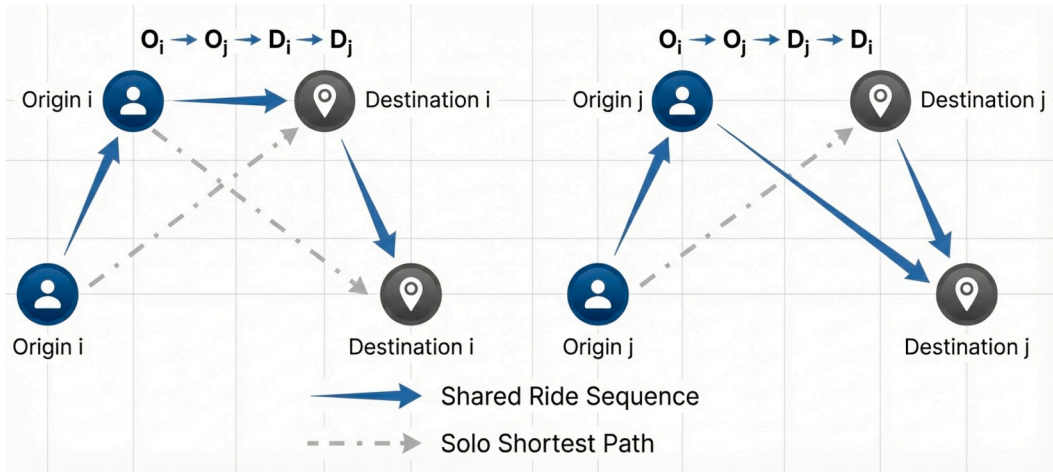 Oi → Oj → Di → Dj
Origin i
Destination i
Origin i
Destination i
Oi → Oj → Dj → Di
Origin j
Destination j
Origin j
Destination j
Shared Ride Sequence
Solo Shortest Path